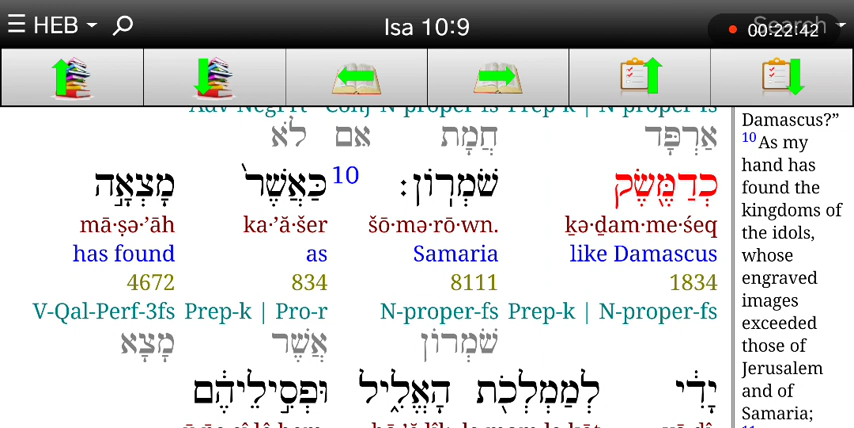 HEB Isa 10:9 Search 00:22:42
Adv-NegPrt Conj N-proper-fs Prep-k | N-proper-fs
אַרְפָּד חֲמָת אִם לֹא
כְדַמֶּ֖שֶׂק שֹׁמְרֽוֹן׃ 10 כַּאֲשֶׁר֙ מָצְאָ֣ה
mā·ṣə·’āh ka·’ă·šer šō·mə·rō·wn. ḵə·ḏam·me·śeq
has found as Samaria like Damascus
4672 834 8111 1834
V-Qal-Perf-3fs Prep-k | Pro-r N-proper-fs Prep-k | N-proper-fs
שֹׁמְרוֹן אֲשֶׁר מָצָא
יָדִ֔י לְמַמְלְכֹ֖ת הָאֱלִ֑יל וּפְסִ֣ילֵיהֶ֔ם
Damascus?”
10 As my
hand has
found the
kingdoms of
the idols,
whose
engraved
images
exceeded
those of
Jerusalem
and of
Samaria;